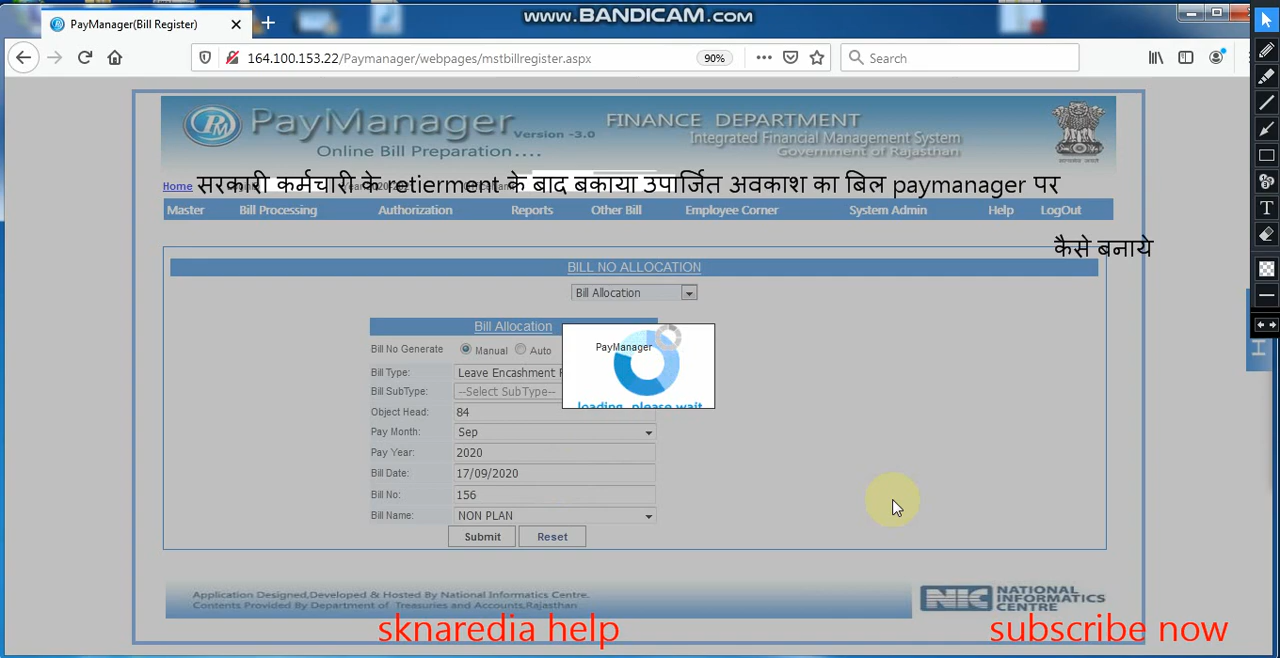 PayManager(Bill Register)
www.BANDICAM.com
164.100.153.22/Paymanager/webpages/mstbillregister.aspx
90%
Search
PM PayManager Version -3.0
Online Bill Preparation....
FINANCE DEPARTMENT
Integrated Financial Management System
Government of Rajasthan
Home
सरकारी कर्मचारी के retierment के बाद बकाया उपार्जित अवकाश का बिल paymanager पर
कैसे बनाये
Master Bill Processing Authorization Reports Other Bill Employee Corner System Admin Help LogOut
BILL NO ALLOCATION
Bill Allocation
Bill Allocation
Bill No Generate Manual Auto
Bill Type: Leave Encashment
Bill SubType: --Select SubType--
Object Head: 84
Pay Month: Sep
Pay Year: 2020
Bill Date: 17/09/2020
Bill No: 156
Bill Name: NON PLAN
Submit Reset
PayManager
loading, please wait
Application Designed,Developed & Hosted By National Informatics Centre.
Contents Provided By Department of Treasuries and Accounts,Rajasthan
NIC NATIONAL
INFORMATICS
CENTRE
sknaredia help
subscribe now